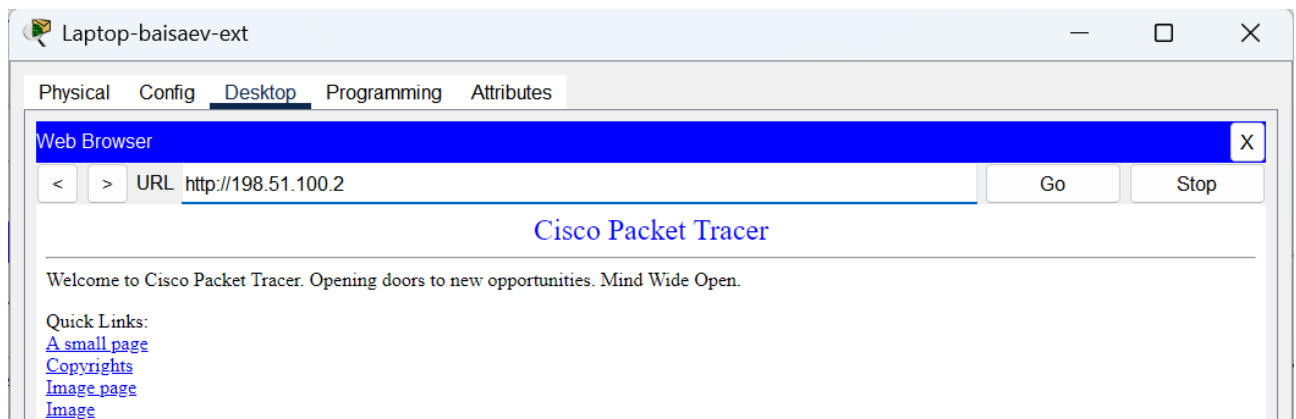 Laptop-baisaev-ext
Physical Config Desktop Programming Attributes
Web Browser X
< > URL http://198.51.100.2 Go Stop
Cisco Packet Tracer
Welcome to Cisco Packet Tracer. Opening doors to new opportunities. Mind Wide Open.
Quick Links:
A small page
Copyrights
Image page
Image